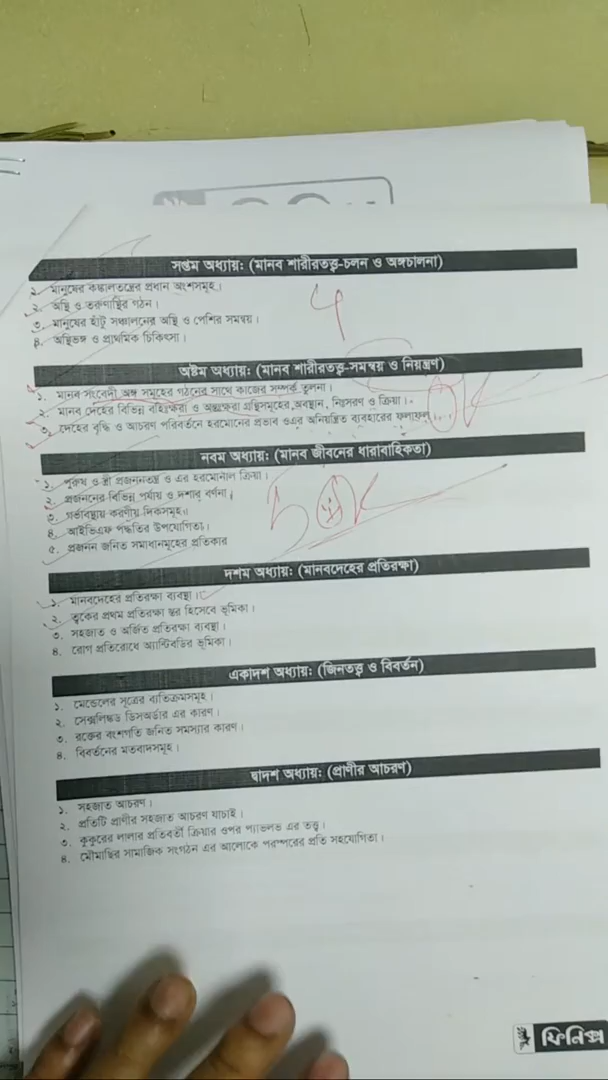 সপ্তম অধ্যায়: (মানব শারীরতত্ত্ব-চলন ও অঙ্গচালনা)
১. মানুষের কঙ্কালতন্ত্রের প্রধান অংশসমূহ।
২. অস্থি ও তরুণাস্থির গঠন।
৩. মানুষের হাঁটু সঞ্চালনের অস্থি ও পেশির সমন্বয়।
৪. অস্থিভঙ্গ ও প্রাথমিক চিকিৎসা।
অষ্টম অধ্যায়: (মানব শারীরতত্ত্ব-সমন্বয় ও নিয়ন্ত্রণ)
১. মানব সংবেদী অঙ্গ সমূহের গঠনের সাথে কাজের সম্পর্ক তুলনা।
২. মানব দেহের বিভিন্ন বহিঃক্ষরা ও অন্তঃক্ষরা গ্রন্থিসমূহের অবস্থান, নিঃসরণ ও ক্রিয়া।
৩. দেহের বৃদ্ধি ও আচরণ পরিবর্তনে হরমোনের প্রভাব ওএর অনিয়ন্ত্রিত ব্যবহারের ফলাফল
নবম অধ্যায়: (মানব জীবনের ধারাবাহিকতা)
১. পুরুষ ও স্ত্রী প্রজননতন্ত্র ও এর হরমোনাল ক্রিয়া।
২. প্রজননের বিভিন্ন পর্যায় ও দশার বর্ণনা।
৩. গর্ভাবস্থায় করণীয় দিকসমূহ।
৪. আইভিএফ পদ্ধতির উপযোগিতা।
৫. প্রজনন জনিত সমাধানমূহের প্রতিকার
দশম অধ্যায়: (মানবদেহের প্রতিরক্ষা)
১. মানবদেহের প্রতিরক্ষা ব্যবস্থা।
২. ত্বকের প্রথম প্রতিরক্ষা স্তর হিসেবে ভূমিকা।
৩. সহজাত ও অর্জিত প্রতিরক্ষা ব্যবস্থা।
৪. রোগ প্রতিরোধে অ্যান্টিবডির ভূমিকা।
একাদশ অধ্যায়: (জিনতত্ত্ব ও বিবর্তন)
১. মেন্ডেলের সূত্রের ব্যতিক্রমসমূহ।
২. সেক্সলিঙ্কড ডিসঅর্ডার এর কারণ।
৩. রক্তের বংশগতি জনিত সমস্যার কারণ।
৪. বিবর্তনের মতবাদসমূহ।
দ্বাদশ অধ্যায়: (প্রাণীর আচরণ)
১. সহজাত আচরণ।
২. প্রতিটি প্রাণীর সহজাত আচরণ যাচাই।
৩. কুকুরের লালার প্রতিবর্তী ক্রিয়ার ওপর প্যাভলভ এর তত্ত্ব।
৪. মৌমাছির সামাজিক সংগঠন এর আলোকে পরস্পরের প্রতি সহযোগিতা।
ফিনিক্স